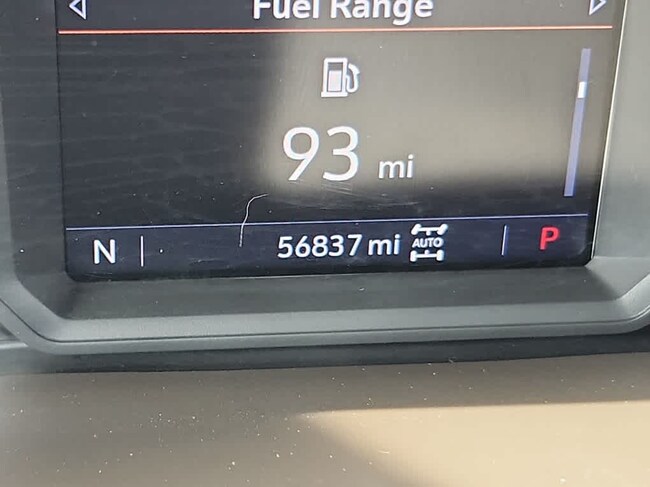 Fuel Range
93 mi
N 56837 mi AUTO P